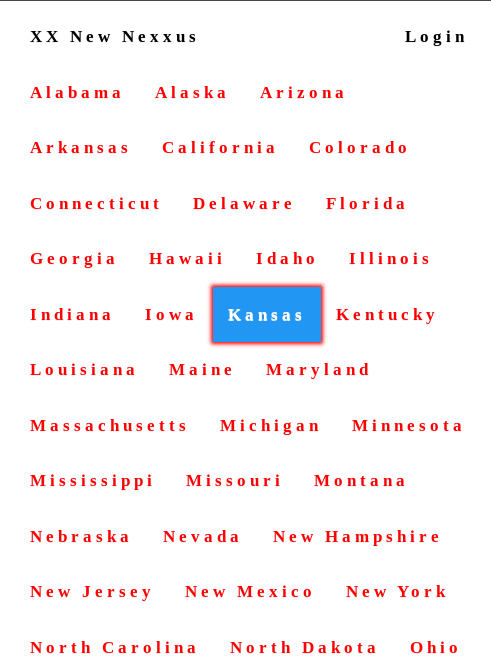 XX New Nexxus Login
Alabama Alaska Arizona
Arkansas California Colorado
Connecticut Delaware Florida
Georgia Hawaii Idaho Illinois
Indiana Iowa Kansas Kentucky
Louisiana Maine Maryland
Massachusetts Michigan Minnesota
Mississippi Missouri Montana
Nebraska Nevada New Hampshire
New Jersey New Mexico New York
North Carolina North Dakota Ohio